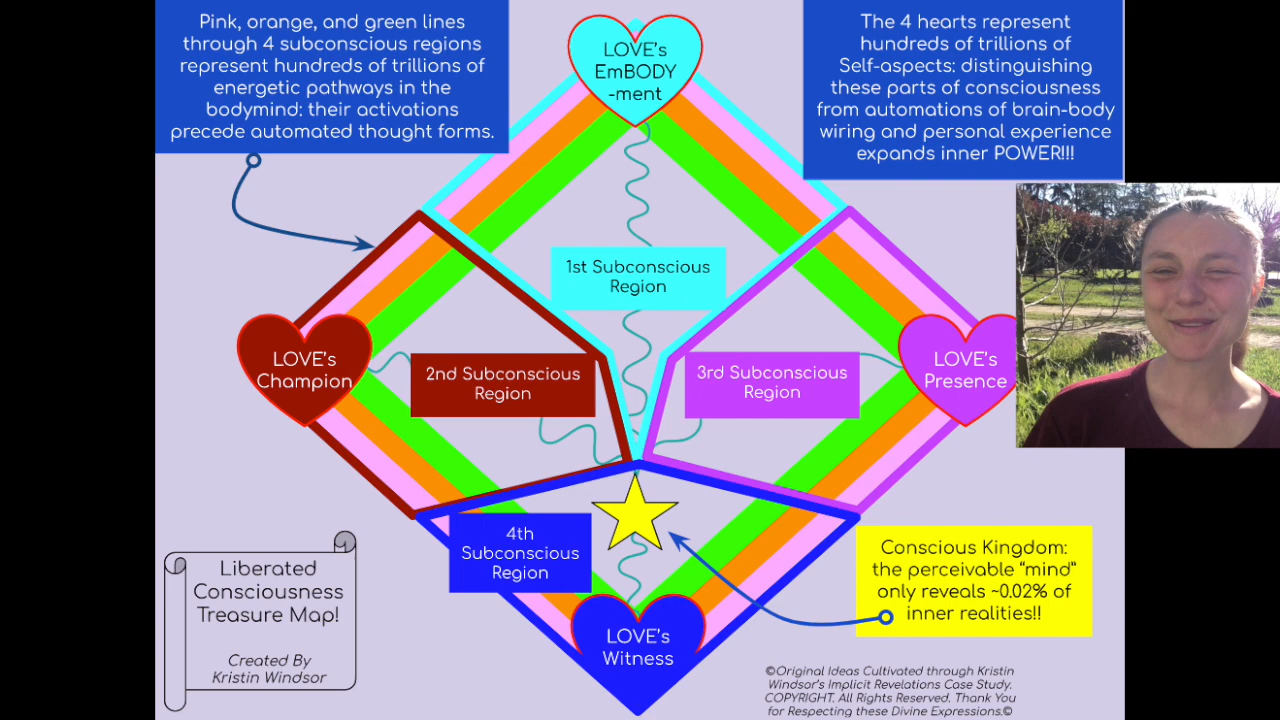 Pink, orange, and green lines
through 4 subconscious regions
represent hundreds of trillions of
energetic pathways in the
bodymind: their activations
precede automated thought forms.
LOVE's
EmBODY
-ment
The 4 hearts represent
hundreds of trillions of
Self-aspects: distinguishing
these parts of consciousness
from automations of brain-body
wiring and personal experience
expands inner POWER!!!
1st Subconscious
Region
LOVE's
Champion
2nd Subconscious
Region
3rd Subconscious
Region
LOVE's
Presence
4th
Subconscious
Region
Conscious Kingdom:
the perceivable “mind”
only reveals ~0.02% of
inner realities!!
Liberated
Consciousness
Treasure Map!
Created By
Kristin Windsor
LOVE's
Witness
©Original Ideas Cultivated through Kristin
Windsor's Implicit Revelations Case Study.
COPYRIGHT. All Rights Reserved. Thank You
for Respecting these Divine Expressions.©